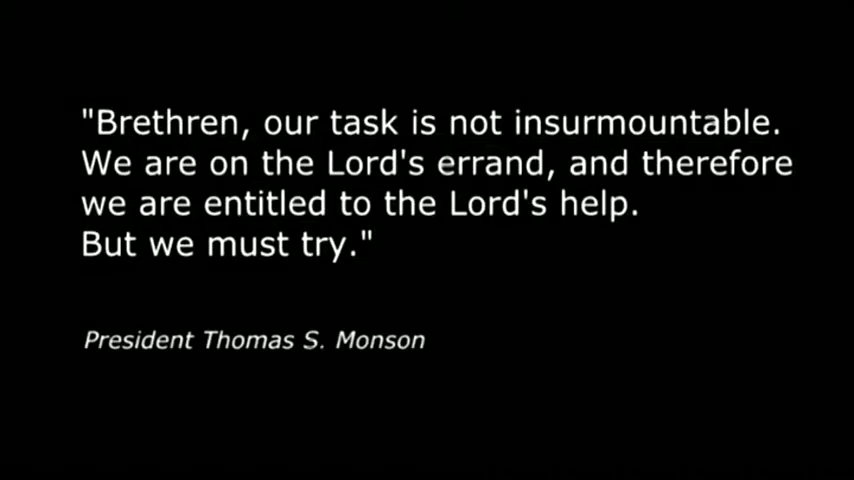 "Brethren, our task is not insurmountable.
We are on the Lord's errand, and therefore
we are entitled to the Lord's help.
But we must try."
President Thomas S. Monson